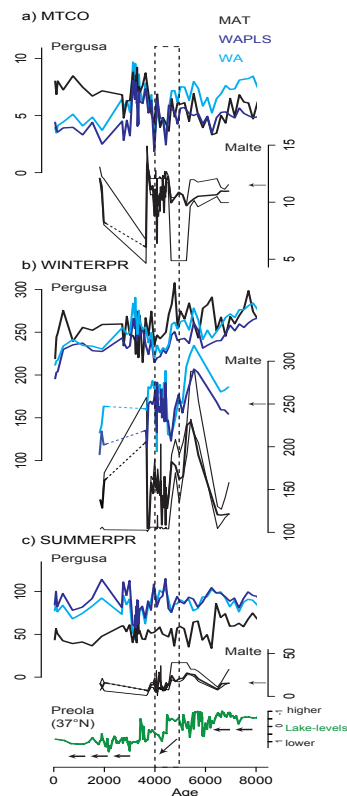 MAT
WAPLS
WA
a) MTCO
Pergusa
10
5
0
Malte
15
10
5
b) WINTERPR
300
Pergusa
250
200
150
100
Malte
300
250
200
150
100
c) SUMMERPR
Pergusa
150
100
50
0
Malte
50
0
Preola
(37°N)
higher
0
Lake-levels
lower
0
2000
4000
6000
8000
Age